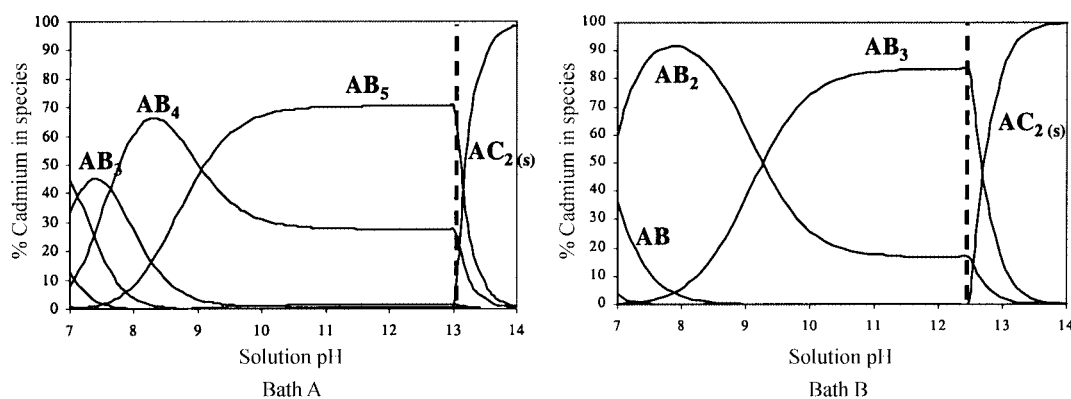 % Cadmium in species
100
90
80
70
60
50
40
30
20
10
0
AB₃
AB₄
AB₅
AC₂ (s)
7 8 9 10 11 12 13 14
Solution pH
Bath A
% Cadmium in species
100
90
80
70
60
50
40
30
20
10
0
AB
AB₂
AB₃
AC₂ (s)
7 8 9 10 11 12 13 14
Solution pH
Bath B